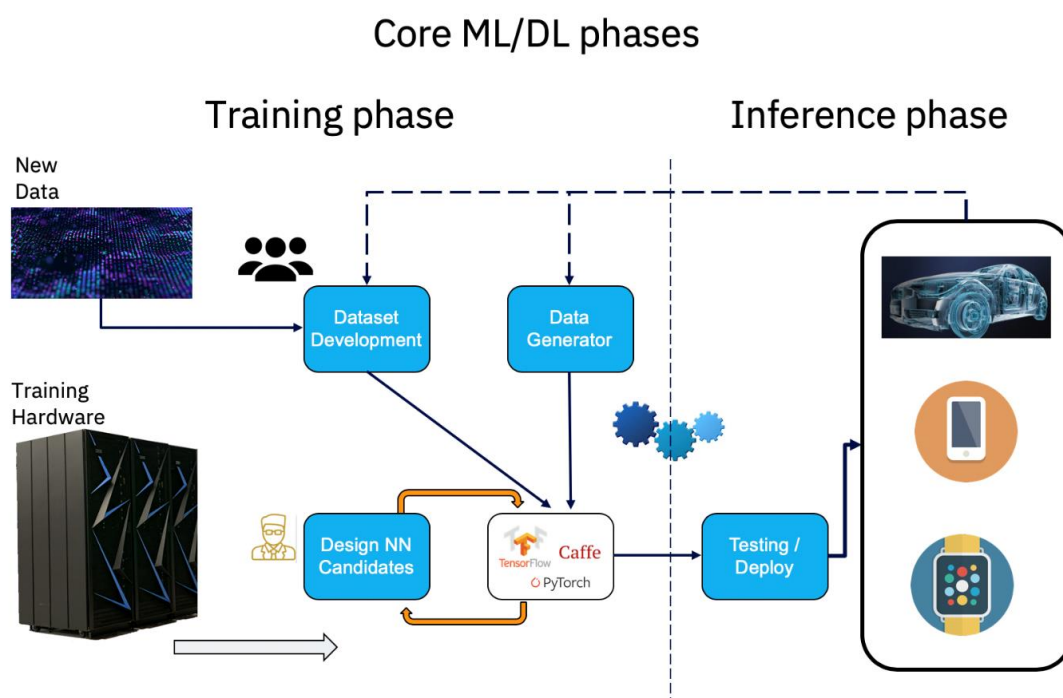 Core ML/DL phases
Training phase
Inference phase
New
Data
Dataset
Development
Data
Generator
Training
Hardware
Design NN
Candidates
TensorFlow
Caffe
PyTorch
Testing /
Deploy